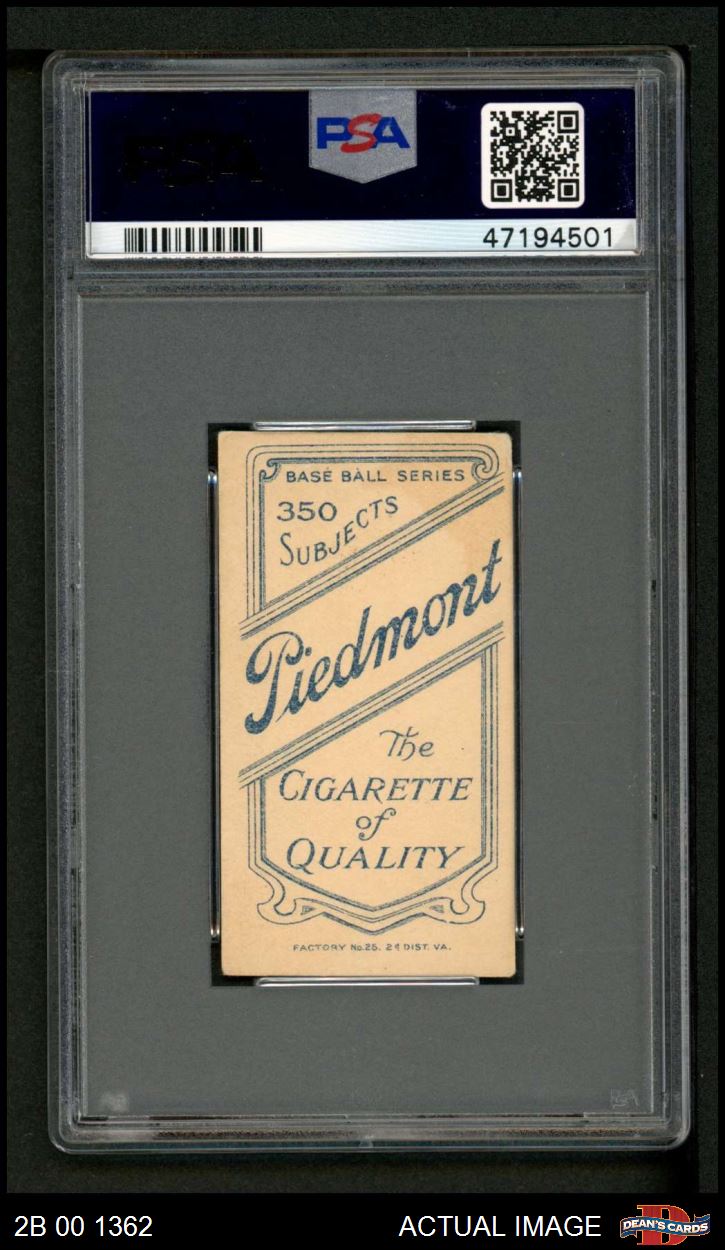 PSA
PSA
47194501
BASE BALL SERIES
350
SUBJECTS
Piedmont
The
CIGARETTE
of
QUALITY
FACTORY No. 25. 2d DIST. VA.
PSA
2B 00 1362
ACTUAL IMAGE
DEAN'S CARDS